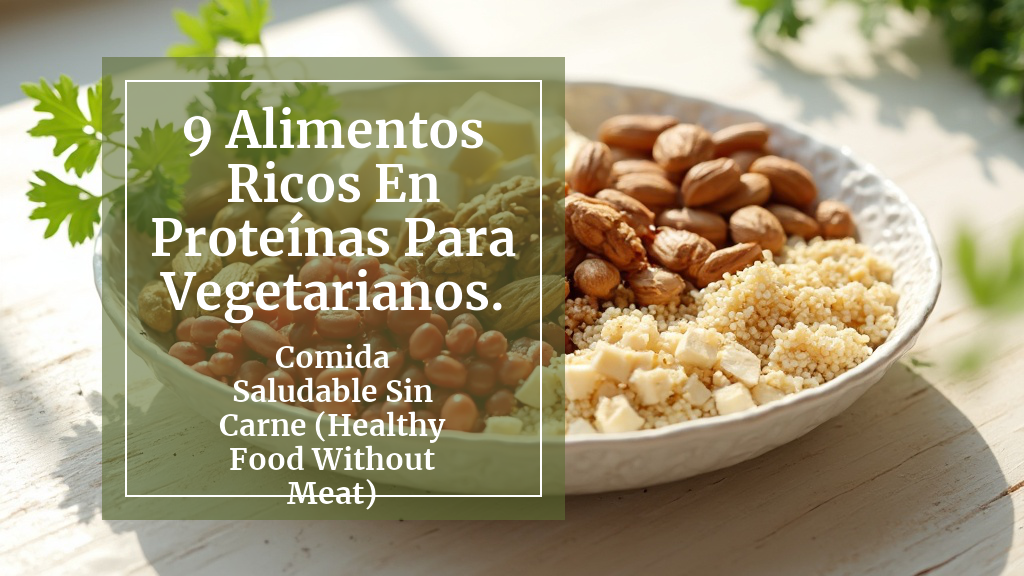 9 Alimentos
Ricos En
Proteínas Para
Vegetarianos.
Comida
Saludable Sin
Carne (Healthy
Food Without
Meat)